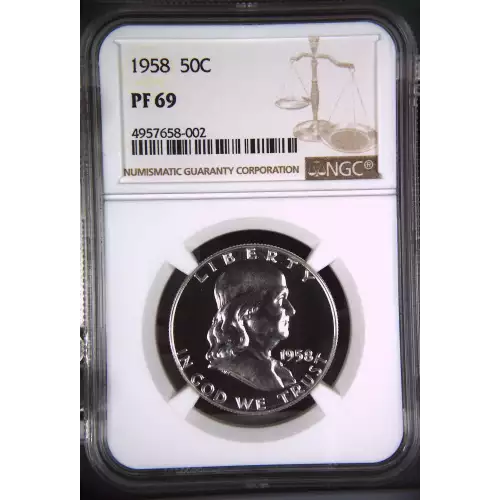 1958 50C
PF 69
4957658-002
NUMISMATIC GUARANTY CORPORATION NGC®
LIBERTY
1958
IN GOD WE TRUST